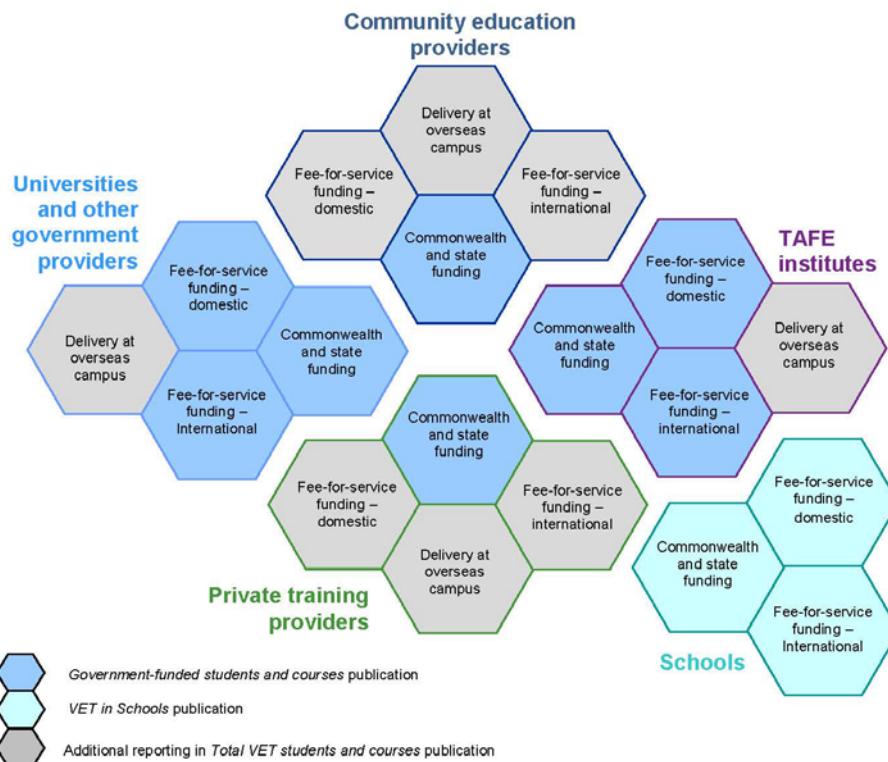 Community education
providers
Delivery at
overseas
campus
Fee-for-service
funding –
domestic
Fee-for-service
funding –
international
Commonwealth
and state
funding
Universities
and other
government
providers
Fee-for-service
funding –
domestic
Delivery at
overseas
campus
Commonwealth
and state
funding
Fee-for-service
funding –
International
TAFE
institutes
Fee-for-service
funding –
domestic
Commonwealth
and state
funding
Delivery at
overseas
campus
Fee-for-service
funding –
international
Commonwealth
and state
funding
Fee-for-service
funding –
domestic
Fee-for-service
funding –
international
Delivery at
overseas
campus
Private training
providers
Fee-for-service
funding –
domestic
Commonwealth
and state
funding
Fee-for-service
funding –
International
Schools
Government-funded students and courses publication
VET in Schools publication
Additional reporting in Total VET students and courses publication